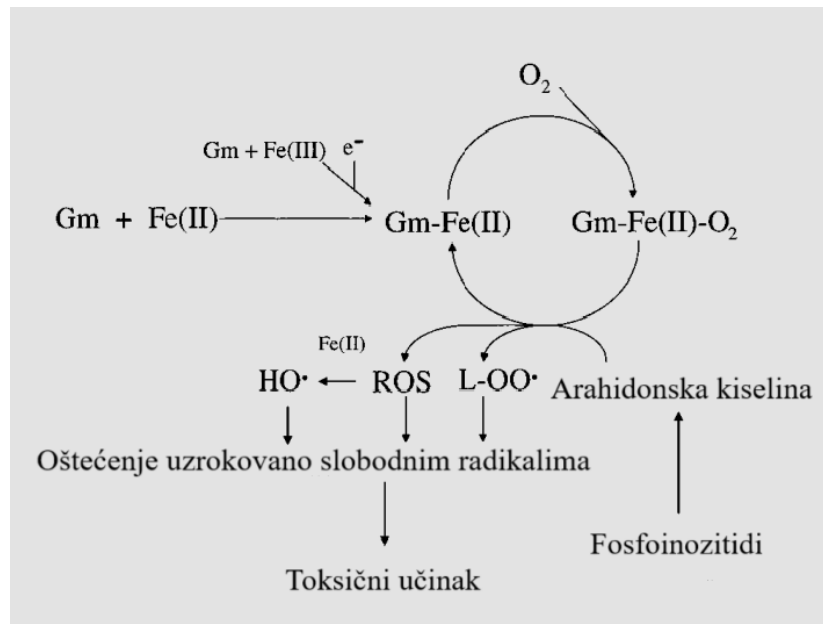 O₂
Gm + Fe(III) e⁻
Gm + Fe(II) Gm-Fe(II) Gm-Fe(II)-O₂
Fe(II)
HO· ROS L-OO· Arahidonska kiselina
Oštećenje uzrokovano slobodnim radikalima
Fosfoinozitidi
Toksični učinak